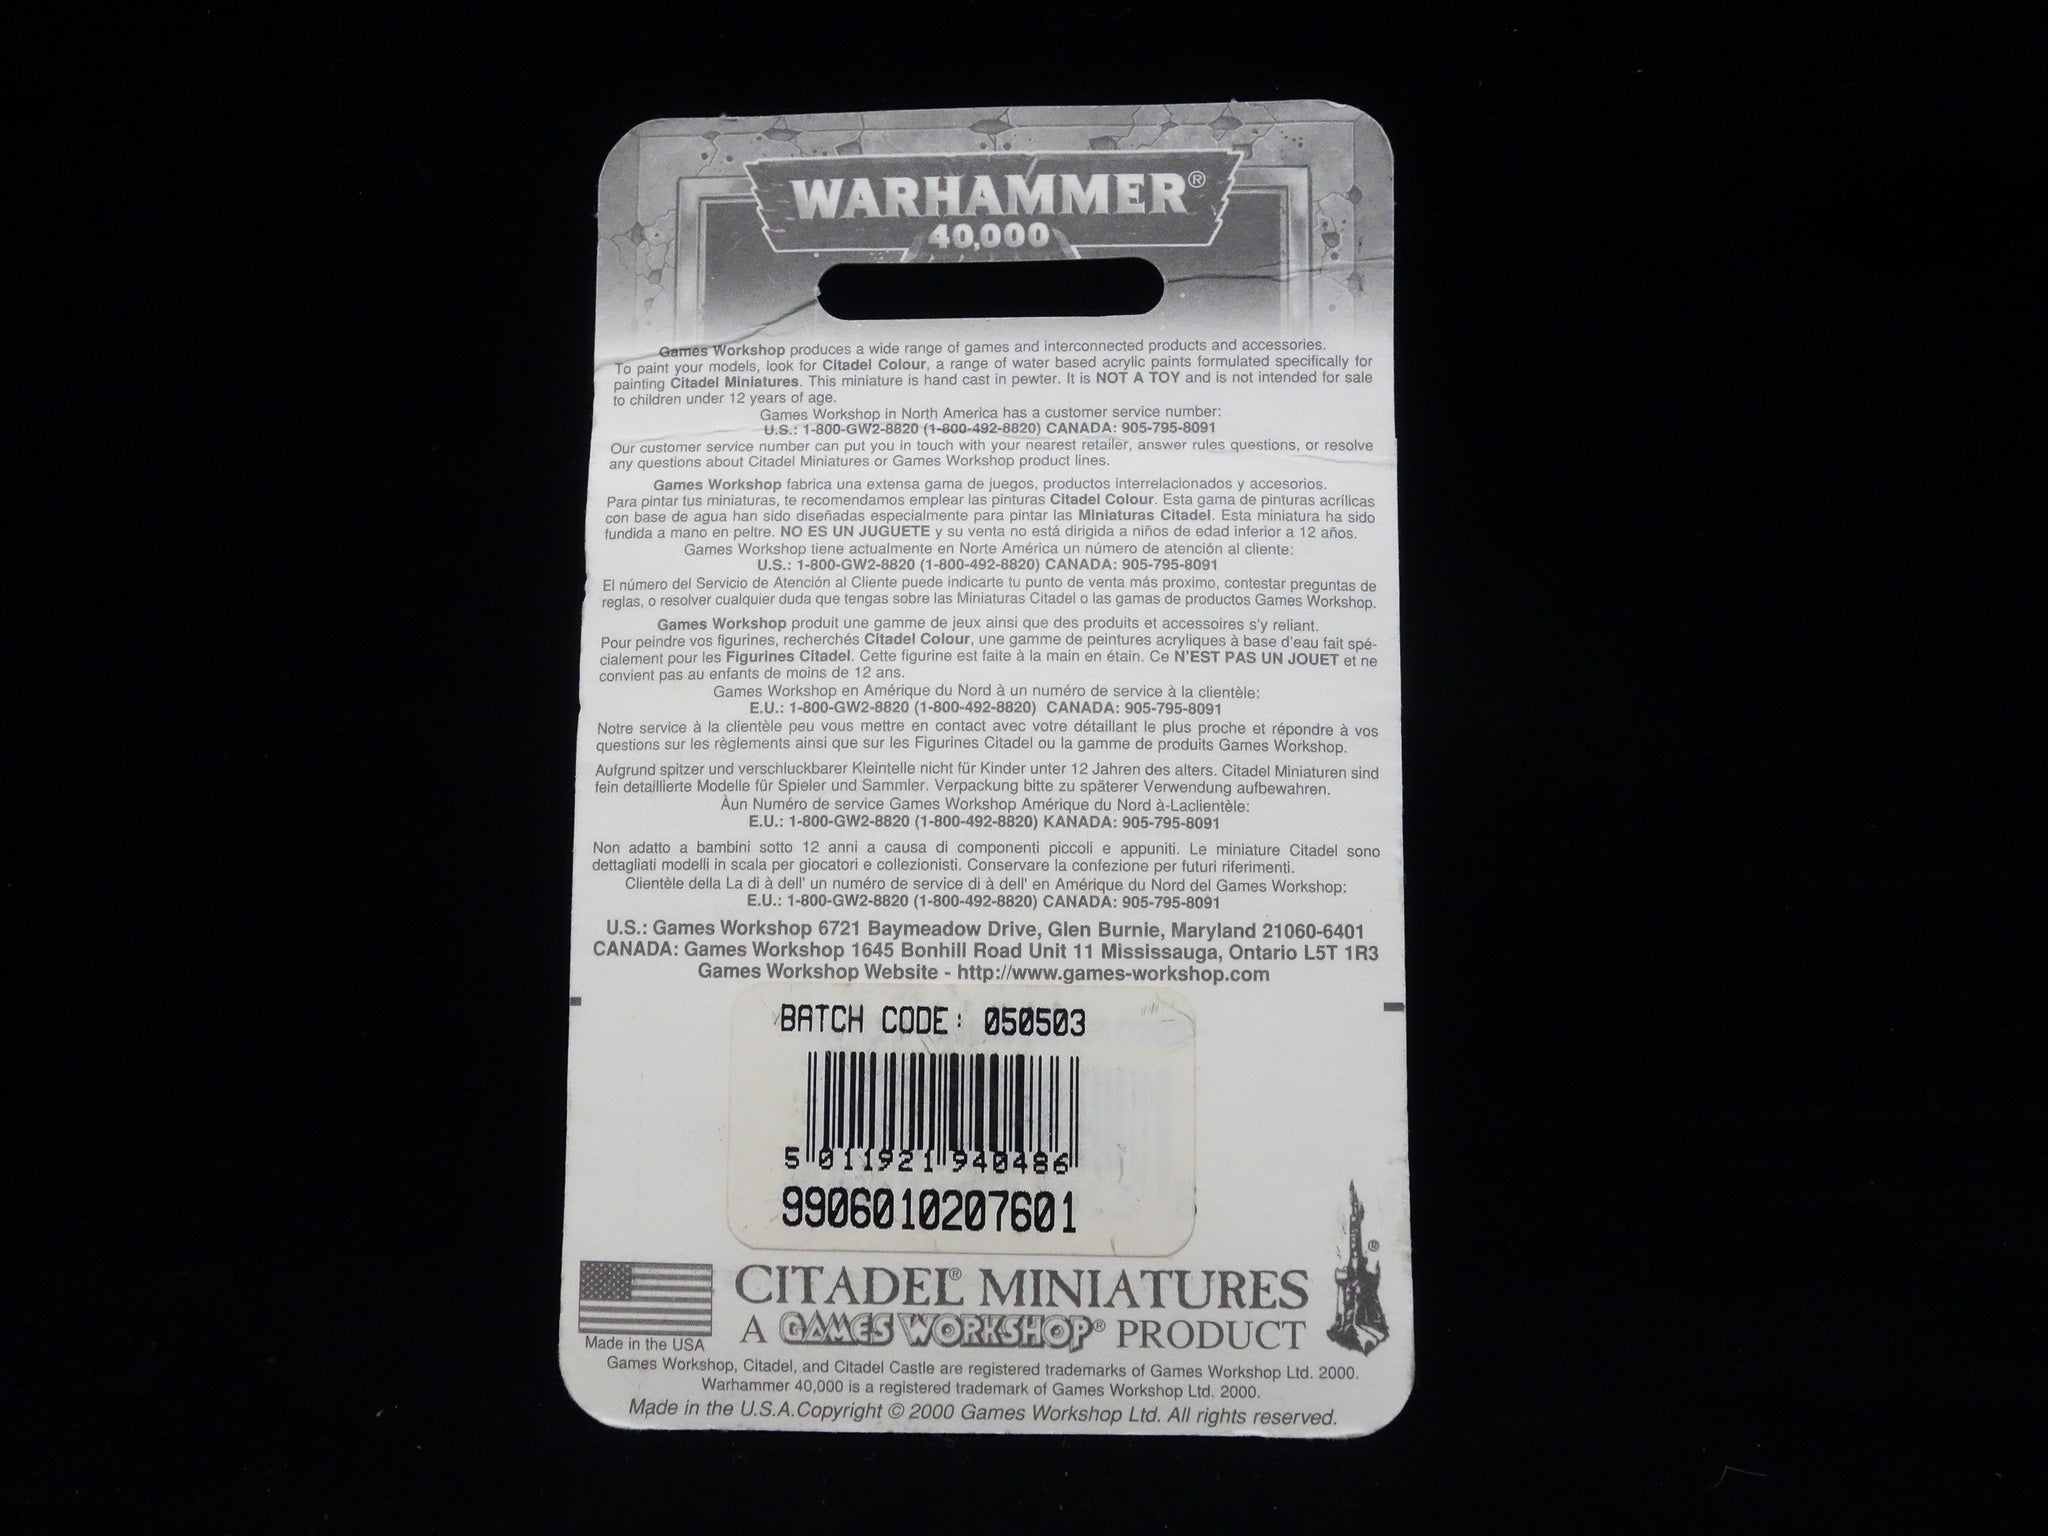 WARHAMMER®
40,000
Games Workshop produces a wide range of games and interconnected products and accessories.
To paint your models, look for Citadel Colour, a range of water based acrylic paints formulated specifically for
painting Citadel Miniatures. This miniature is hand cast in pewter. It is NOT A TOY and is not intended for sale
to children under 12 years of age.
Games Workshop in North America has a customer service number:
U.S.: 1-800-GW2-8820 (1-800-492-8820) CANADA: 905-795-8091
Our customer service number can put you in touch with your nearest retailer, answer rules questions, or resolve
any questions about Citadel Miniatures or Games Workshop product lines.
Games Workshop fabrica una extensa gama de juegos, productos interrelacionados y accesorios.
Para pintar tus miniaturas, te recomendamos emplear las pinturas Citadel Colour. Esta gama de pinturas acrílicas
con base de agua han sido diseñadas especialmente para pintar las Miniaturas Citadel. Esta miniatura ha sido
fundida a mano en peltre. NO ES UN JUGUETE y su venta no está dirigida a niños de edad inferior a 12 años.
Games Workshop tiene actualmente en Norte América un número de atención al cliente:
U.S.: 1-800-GW2-8820 (1-800-492-8820) CANADA: 905-795-8091
El número del Servicio de Atención al Cliente puede indicarte tu punto de venta más proximo, contestar preguntas de
reglas, o resolver cualquier duda que tengas sobre las Miniaturas Citadel o las gamas de productos Games Workshop.
Games Workshop produit une gamme de jeux ainsi que des produits et accessoires s'y reliant.
Pour peindre vos figurines, recherchés Citadel Colour, une gamme de peintures acryliques à base d'eau fait spé-
cialement pour les Figurines Citadel. Cette figurine est faite à la main en étain. Ce N'EST PAS UN JOUET et ne
convient pas au enfants de moins de 12 ans.
Games Workshop en Amérique du Nord à un numéro de service à la clientèle:
E.U.: 1-800-GW2-8820 (1-800-492-8820) CANADA: 905-795-8091
Notre service à la clientèle peu vous mettre en contact avec votre détaillant le plus proche et répondre à vos
questions sur les règlements ainsi que sur les Figurines Citadel ou la gamme de produits Games Workshop.
Aufgrund spitzer und verschluckbarer Kleintelle nicht für Kinder unter 12 Jahren des alters. Citadel Miniaturen sind
fein detaillierte Modelle für Spieler und Sammler. Verpackung bitte zu späterer Verwendung aufbewahren.
Àun Numéro de service Games Workshop Amérique du Nord à-Laclientèle:
E.U.: 1-800-GW2-8820 (1-800-492-8820) KANADA: 905-795-8091
Non adatto a bambini sotto 12 anni a causa di componenti piccoli e appuniti. Le miniature Citadel sono
dettagliati modelli in scala per giocatori e collezionisti. Conservare la confezione per futuri riferimenti.
Clientèle della La di à dell' un numéro de service di à dell' en Amérique du Nord del Games Workshop:
E.U.: 1-800-GW2-8820 (1-800-492-8820) CANADA: 905-795-8091
U.S.: Games Workshop 6721 Baymeadow Drive, Glen Burnie, Maryland 21060-6401
CANADA: Games Workshop 1645 Bonhill Road Unit 11 Mississauga, Ontario L5T 1R3
Games Workshop Website - http://www.games-workshop.com
BATCH CODE: 050503
5 011921 940486
9906010207601
CITADEL® MINIATURES
A GAMES WORKSHOP® PRODUCT
®
Made in the USA
Games Workshop, Citadel, and Citadel Castle are registered trademarks of Games Workshop Ltd. 2000.
Warhammer 40,000 is a registered trademark of Games Workshop Ltd. 2000.
Made in the U.S.A.Copyright © 2000 Games Workshop Ltd. All rights reserved.